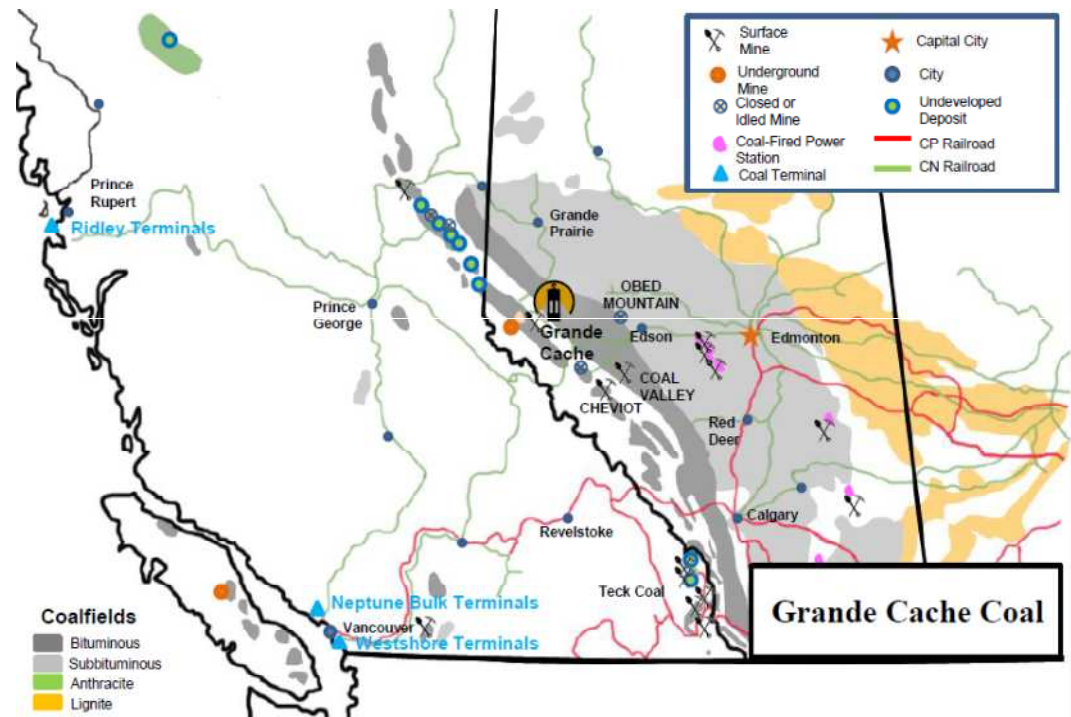 Surface
Mine
Capital City
Underground
Mine
City
Closed or
Idled Mine
Undeveloped
Deposit
Coal-Fired Power
Station
CP Railroad
Coal Terminal
CN Railroad
Prince
Rupert
Ridley Terminals
Grande
Prairie
Prince
George
OBED
MOUNTAIN
Grande
Cache
Edson
Edmonton
COAL
VALLEY
CHEVIOT
Red
Deer
Calgary
Revelstoke
Teck Coal
Neptune Bulk Terminals
Vancouver
Westshore Terminals
Grande Cache Coal
Coalfields
Bituminous
Subbituminous
Anthracite
Lignite